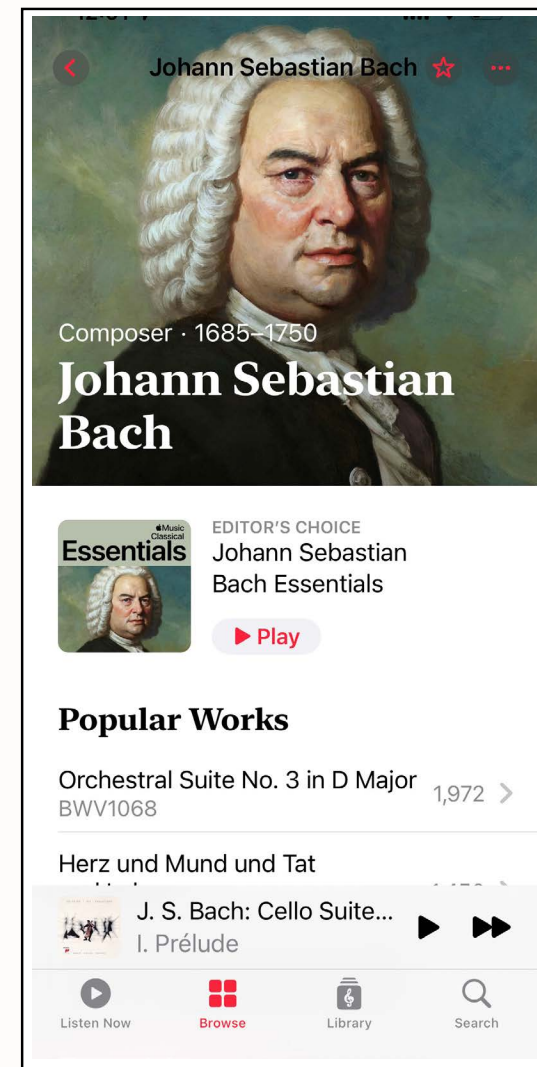 Johann Sebastian Bach
Composer · 1685–1750
Johann Sebastian
Bach
Music
Classical
Essentials
EDITOR'S CHOICE
Johann Sebastian
Bach Essentials
Play
Popular Works
Orchestral Suite No. 3 in D Major
BWV1068
1,972
Herz und Mund und Tat
J. S. Bach: Cello Suite...
I. Prélude
Listen Now
Browse
Library
Search